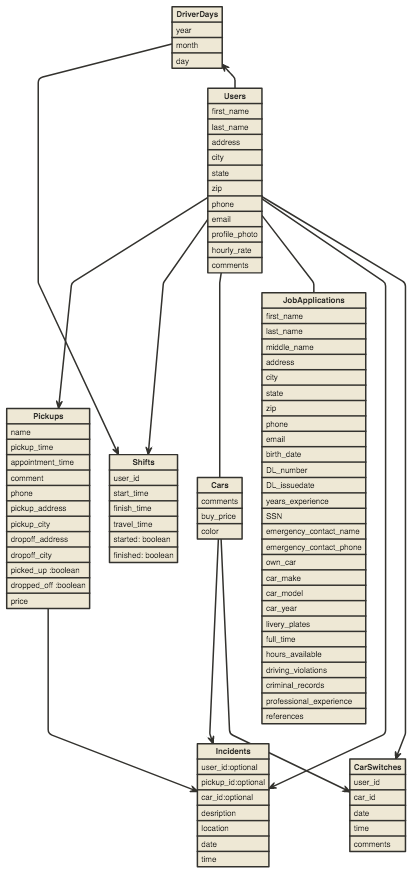 DriverDays
year
month
day
Users
first_name
last_name
address
city
state
zip
phone
email
profile_photo
hourly_rate
comments
JobApplications
first_name
last_name
middle_name
address
city
state
zip
phone
email
birth_date
DL_number
DL_issuedate
years_experience
SSN
emergency_contact_name
emergency_contact_phone
own_car
car_make
car_model
car_year
livery_plates
full_time
hours_available
driving_violations
criminal_records
professional_experience
references
Pickups
name
pickup_time
appointment_time
comment
phone
pickup_address
pickup_city
dropoff_address
dropoff_city
picked_up :boolean
dropped_off :boolean
price
Shifts
user_id
start_time
finish_time
travel_time
started: boolean
finished: boolean
Cars
comments
buy_price
color
Incidents
user_id:optional
pickup_id:optional
car_id:optional
desription
location
date
time
CarSwitches
user_id
car_id
date
time
comments